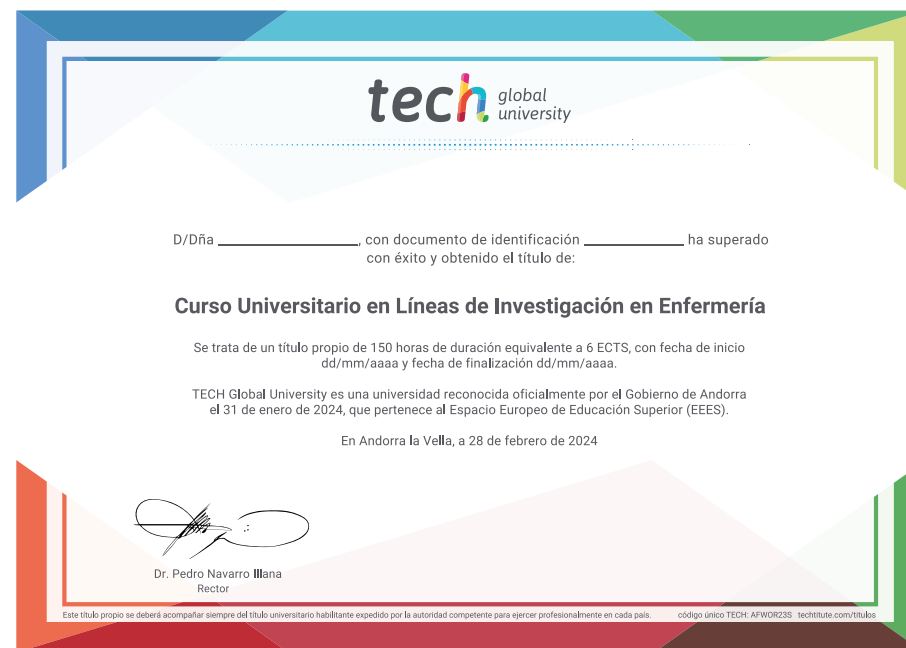 tech global university
D/Dña ____________________, con documento de identificación ______________ ha superado
con éxito y obtenido el título de:
Curso Universitario en Líneas de Investigación en Enfermería
Se trata de un título propio de 150 horas de duración equivalente a 6 ECTS, con fecha de inicio
dd/mm/aaaa y fecha de finalización dd/mm/aaaa.
TECH Global University es una universidad reconocida oficialmente por el Gobierno de Andorra
el 31 de enero de 2024, que pertenece al Espacio Europeo de Educación Superior (EEES).
En Andorra la Vella, a 28 de febrero de 2024
Dr. Pedro Navarro Illana
Rector
Este título propio se deberá acompañar siempre del título universitario habilitante expedido por la autoridad competente para ejercer profesionalmente en cada país. código único TECH: AFWOR23S techtitute.com/titulos